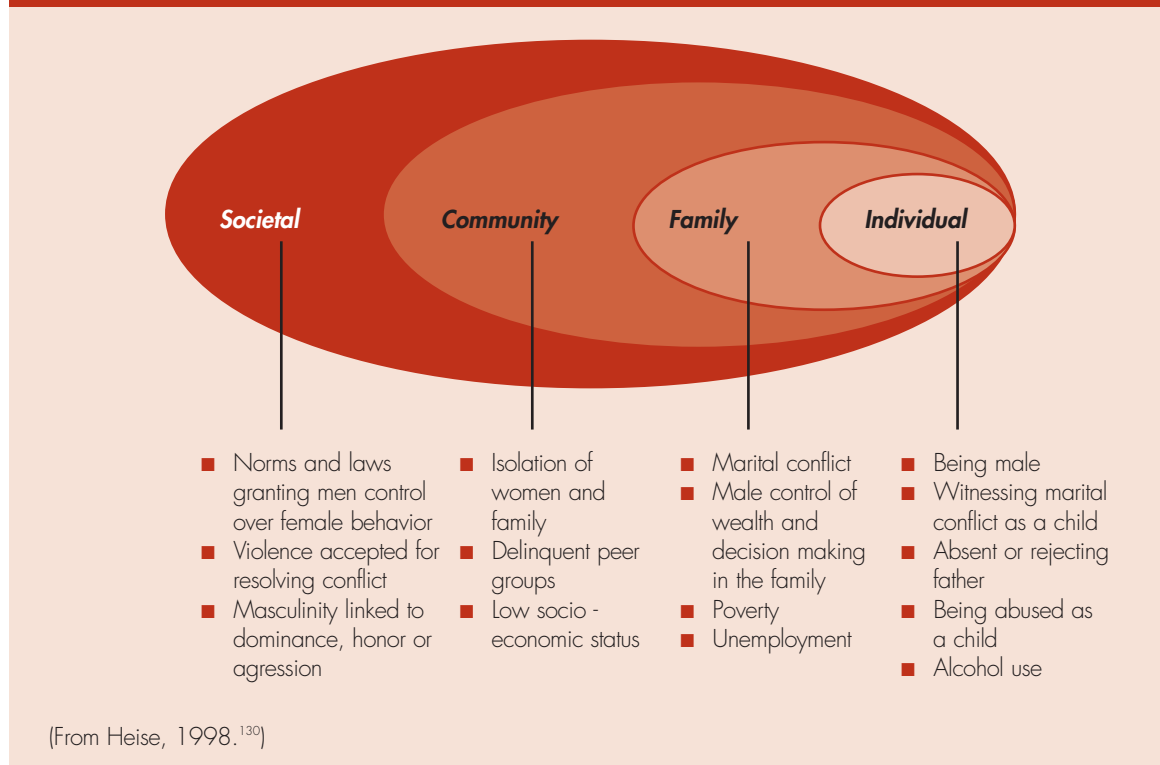 Societal
Community
Family
Individual
■ Norms and laws
granting men control
over female behavior
■ Violence accepted for
resolving conflict
■ Masculinity linked to
dominance, honor or
agression
■ Isolation of
women and
family
■ Delinquent peer
groups
■ Low socio -
economic status
■ Marital conflict
■ Male control of
wealth and
decision making
in the family
■ Poverty
■ Unemployment
■ Being male
■ Witnessing marital
conflict as a child
■ Absent or rejecting
father
■ Being abused as
a child
■ Alcohol use
(From Heise, 1998.¹³⁰)